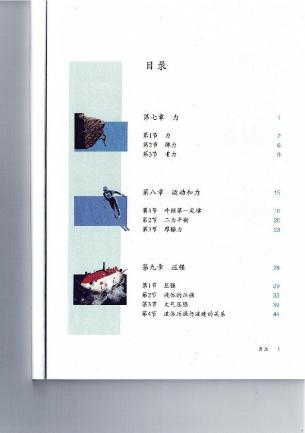 目录
第七章 力 1
第1节 力 2
第2节 弹力 6
第3节 重力 9
第八章 运动和力 15
第1节 牛顿第一定律 16
第2节 二力平衡 20
第3节 摩擦力 23
第九章 压强 28
第1节 压强 29
第2节 液体的压强 33
第3节 大气压强 39
第4节 流体压强与流速的关系 44
目录 1